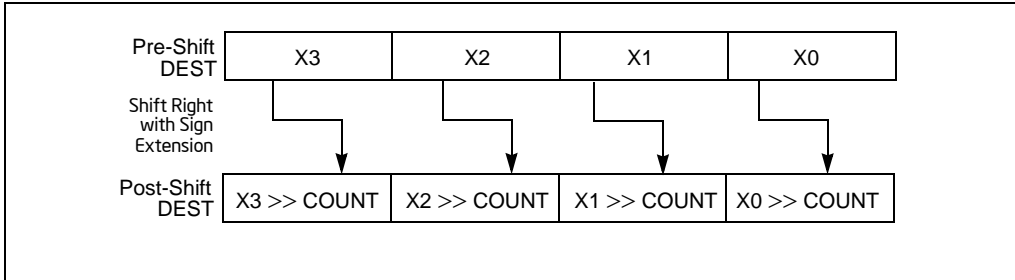 Pre-Shift
DEST
X3 X2 X1 X0
Shift Right
with Sign
Extension
Post-Shift
DEST
X3 >> COUNT X2 >> COUNT X1 >> COUNT X0 >> COUNT